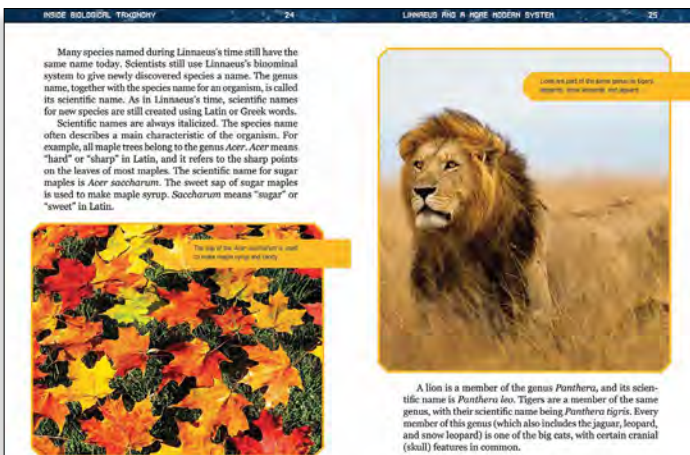 INSIDE BIOLOGICAL TAXONOMY
24
Many species named during Linnaeus's time still have the
same name today. Scientists still use Linnaeus's binominal
system to give newly discovered species a name. The genus
name, together with the species name for an organism, is called
its scientific name. As in Linnaeus's time, scientific names
for new species are still created using Latin or Greek words.
Scientific names are always italicized. The species name
often describes a main characteristic of the organism. For
example, all maple trees belong to the genus Acer. Acer means
"hard" or "sharp" in Latin, and it refers to the sharp points
on the leaves of most maples. The scientific name for sugar
maples is Acer saccharum. The sweet sap of sugar maples
is used to make maple syrup. Saccharum means "sugar" or
"sweet" in Latin.
The sap of the Acer saccharum is used
to make maple syrup and candy.
LINNAEUS AND A MORE MODERN SYSTEM
25
Lions are part of the same genus as tigers,
leopards, snow leopards, and jaguars.
A lion is a member of the genus Panthera, and its scien-
tific name is Panthera leo. Tigers are a member of the same
genus, with their scientific name being Panthera tigris. Every
member of this genus (which also includes the jaguar, leopard,
and snow leopard) is one of the big cats, with certain cranial
(skull) features in common.